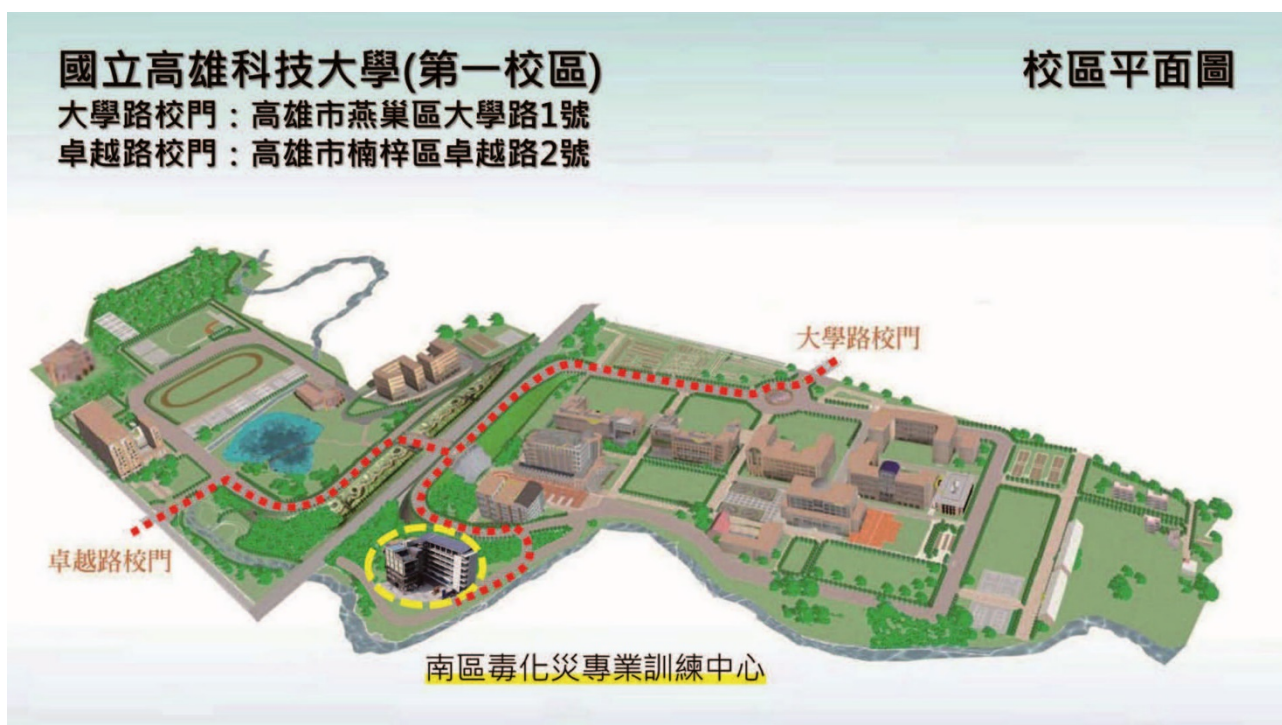 國立高雄科技大學(第一校區)
大學路校門：高雄市燕巢區大學路1號
卓越路校門：高雄市楠梓區卓越路2號
校區平面圖
大學路校門
卓越路校門
南區毒化災專業訓練中心